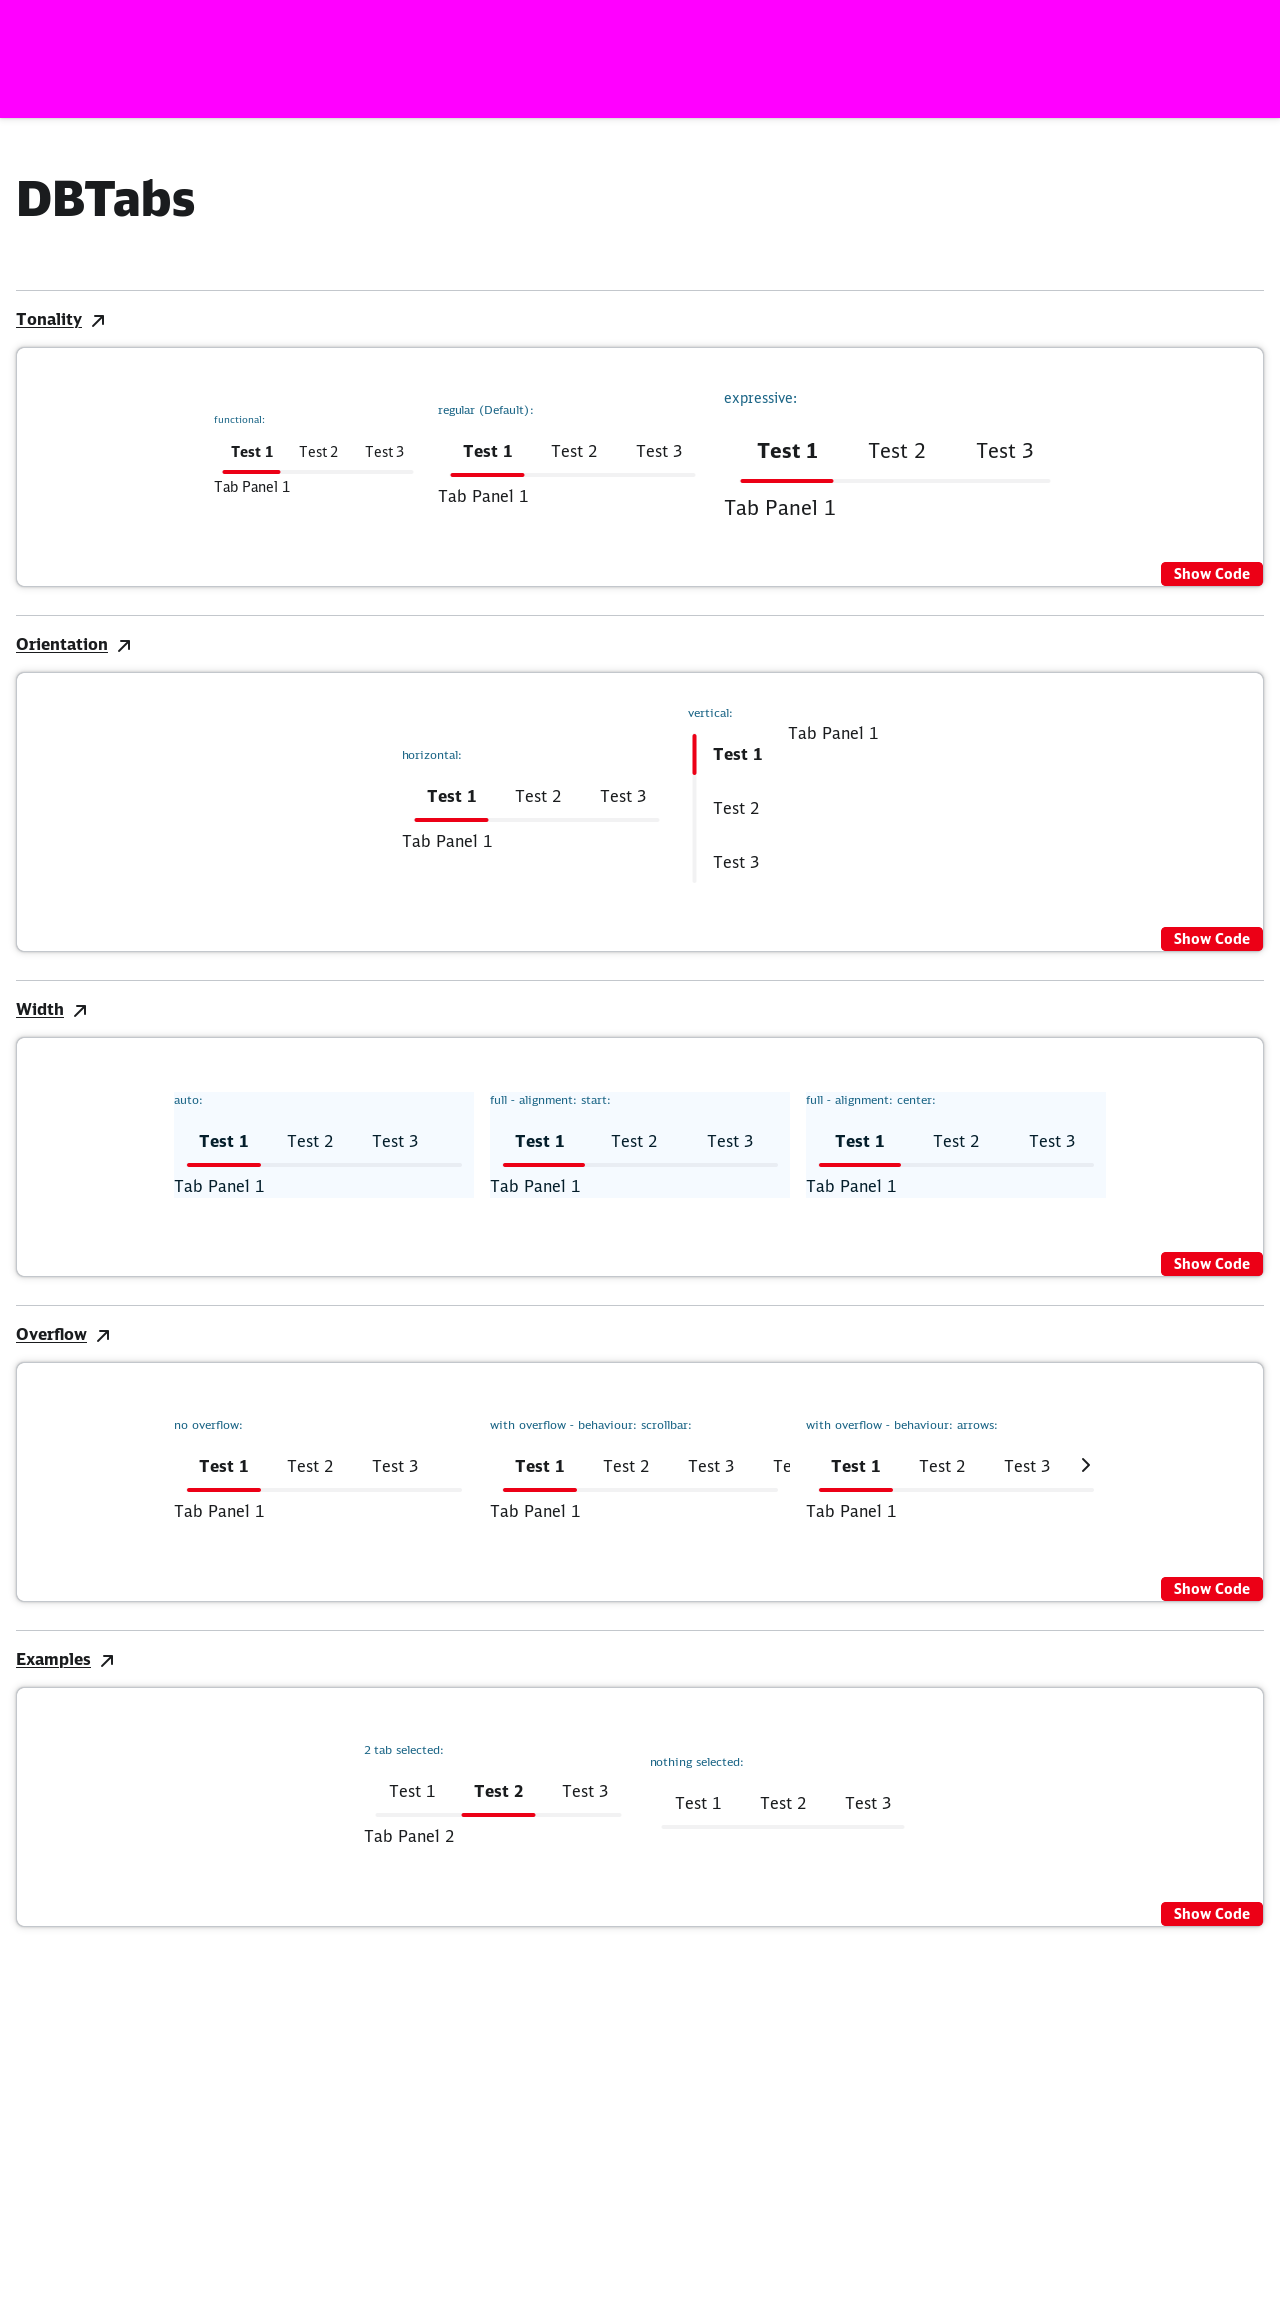 DBTabs
Tonality
functional:
Test 1 Test 2 Test 3
Tab Panel 1
regular (Default):
Test 1 Test 2 Test 3
Tab Panel 1
expressive:
Test 1 Test 2 Test 3
Tab Panel 1
Show Code
Orientation
horizontal:
Test 1 Test 2 Test 3
Tab Panel 1
vertical:
Test 1
Test 2
Test 3
Tab Panel 1
Show Code
Width
auto:
Test 1 Test 2 Test 3
Tab Panel 1
full - alignment: start:
Test 1 Test 2 Test 3
Tab Panel 1
full - alignment: center:
Test 1 Test 2 Test 3
Tab Panel 1
Show Code
Overflow
no overflow:
Test 1 Test 2 Test 3
Tab Panel 1
with overflow - behaviour: scrollbar:
Test 1 Test 2 Test 3 Te
Tab Panel 1
with overflow - behaviour: arrows:
Test 1 Test 2 Test 3
Tab Panel 1
Show Code
Examples
2 tab selected:
Test 1 Test 2 Test 3
Tab Panel 2
nothing selected:
Test 1 Test 2 Test 3
Show Code